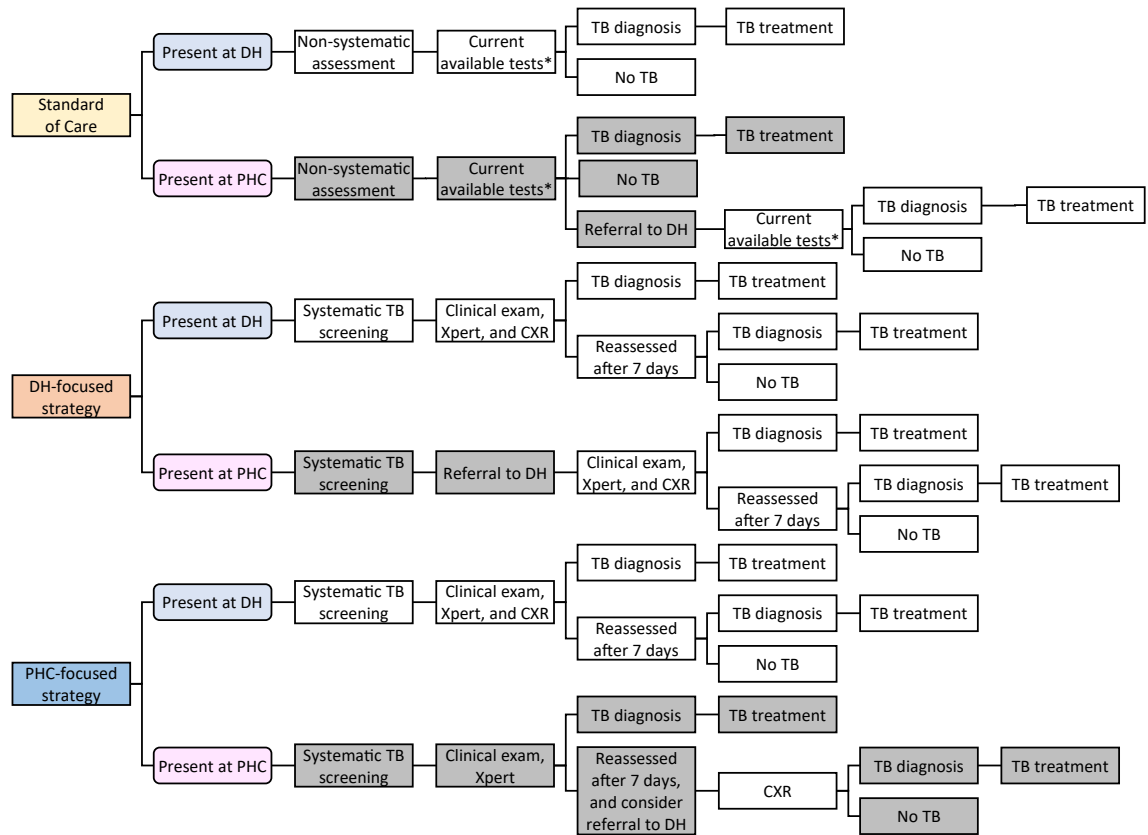 Standard
of Care
Present at DH
Non-systematic
assessment
Current
available tests*
TB diagnosis
TB treatment
No TB
Present at PHC
Non-systematic
assessment
Current
available tests*
TB diagnosis
TB treatment
No TB
Referral to DH
Current
available tests*
TB diagnosis
TB treatment
No TB
DH-focused
strategy
Present at DH
Systematic TB
screening
Clinical exam,
Xpert, and CXR
TB diagnosis
TB treatment
Reassessed
after 7 days
TB diagnosis
TB treatment
No TB
Present at PHC
Systematic TB
screening
Referral to DH
Clinical exam,
Xpert, and CXR
TB diagnosis
TB treatment
Reassessed
after 7 days
TB diagnosis
TB treatment
No TB
PHC-focused
strategy
Present at DH
Systematic TB
screening
Clinical exam,
Xpert, and CXR
TB diagnosis
TB treatment
Reassessed
after 7 days
TB diagnosis
TB treatment
No TB
Present at PHC
Systematic TB
screening
Clinical exam,
Xpert
TB diagnosis
TB treatment
Reassessed
after 7 days,
and consider
referral to DH
CXR
TB diagnosis
TB treatment
No TB